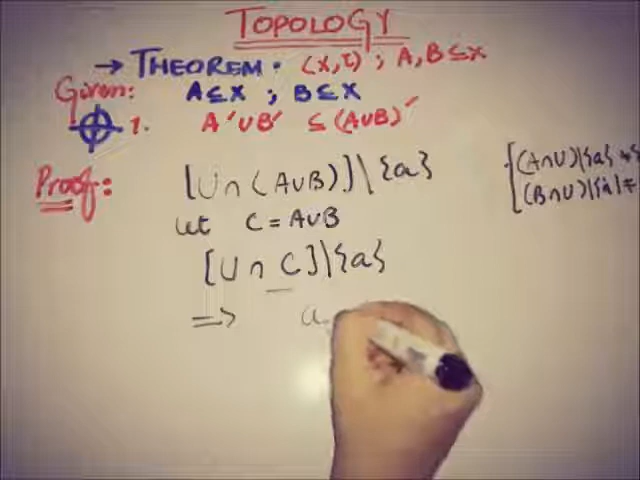 TOPOLOGY
→ THEOREM. (X,τ) ; A,B⊆X
Given: A⊆X ; B⊆X
1. A'∪B' ⊆ (A∪B)'
Proof: [U∩(A∪B)]\{a}
[(A∩U)\{a} ≠
[(B∩U)\{a} ≠
let C = A∪B
[U∩C]\{a}
⇒ a